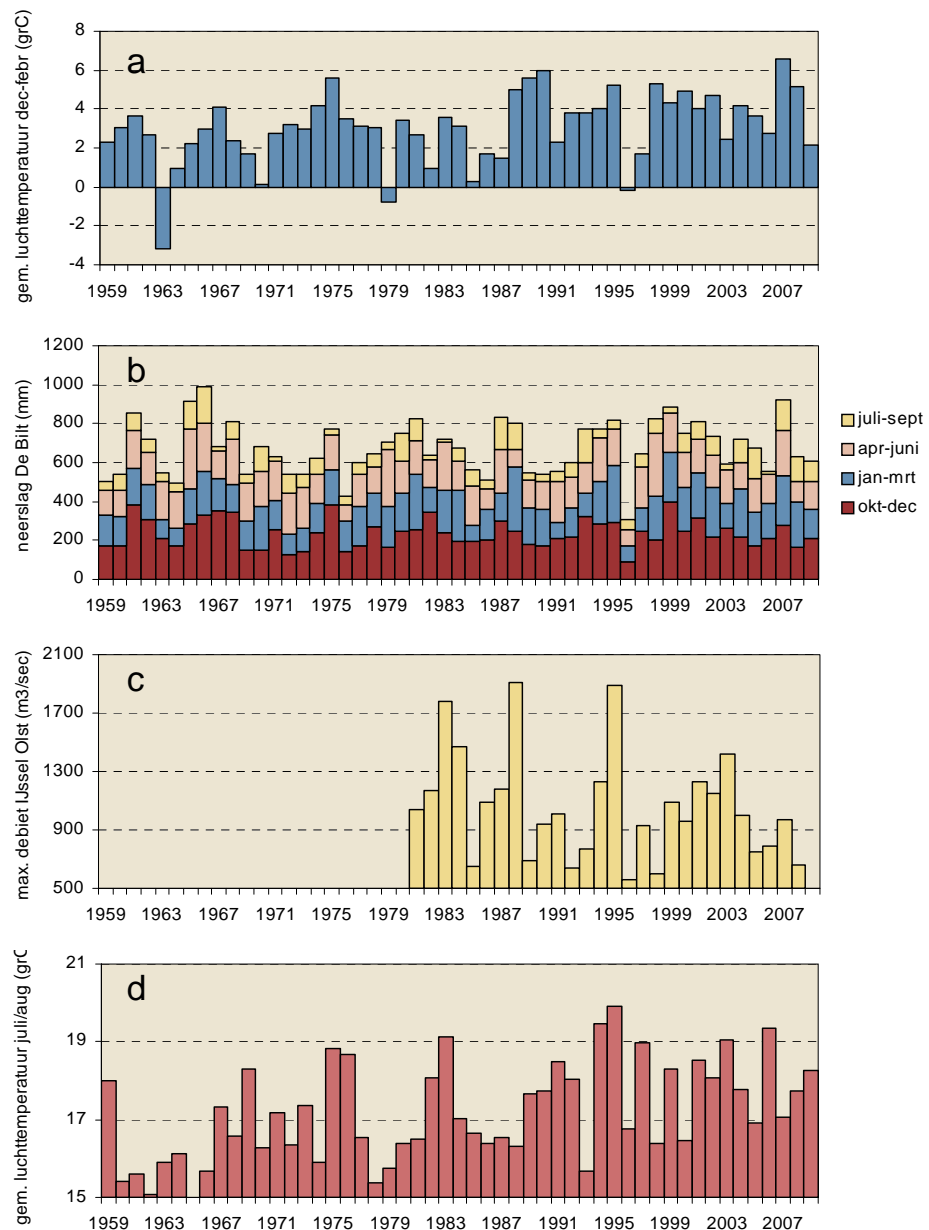 gem. luchttemperatuur dec-febr (grC)
a
8
6
4
2
0
-2
-4
1959 1963 1967 1971 1975 1979 1983 1987 1991 1995 1999 2003 2007
neerslag De Bilt (mm)
b
1200
1000
800
600
400
200
0
1959 1963 1967 1971 1975 1979 1983 1987 1991 1995 1999 2003 2007
juli-sept
apr-juni
jan-mrt
okt-dec
max. debiet IJssel Olst (m3/sec)
c
2100
1700
1300
900
500
1959 1963 1967 1971 1975 1979 1983 1987 1991 1995 1999 2003 2007
gem. luchttemperatuur juli/aug (grC
d
21
19
17
15
1959 1963 1967 1971 1975 1979 1983 1987 1991 1995 1999 2003 2007